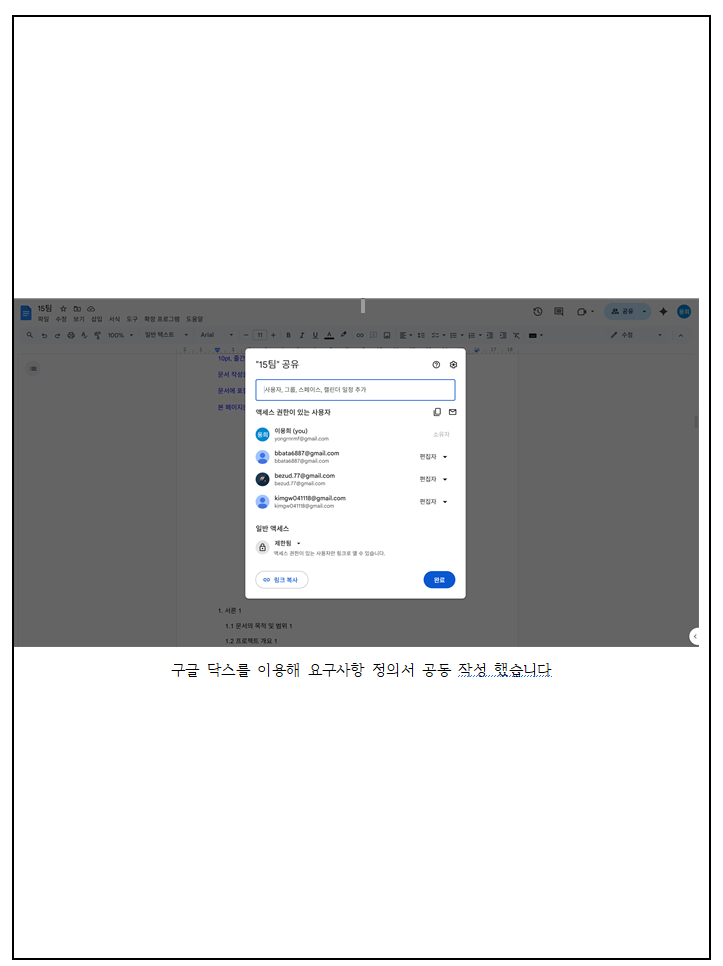 15팀
파일 수정 보기 삽입 서식 도구 확장 프로그램 도움말
공유
용희
100% 일반 텍스트 Arial 11 B I U A 수정
10pt, 줄간
문서 작성
문서에 포
본 페이지
"15팀" 공유
사용자, 그룹, 스페이스, 캘린더 일정 추가
액세스 권한이 있는 사용자
용희
이용희 (you)
소유자
bbata6887@gmail.com
편집자
bbata6887@gmail.com
bezud.77@gmail.com
편집자
bezud.77@gmail.com
kimgw041118@gmail.com
편집자
kimgw041118@gmail.com
일반 액세스
제한됨
액세스 권한이 있는 사용자만 링크로 열 수 있습니다.
링크 복사
완료
1. 서론 1
1.1 문서의 목적 및 범위 1
1.2 프로젝트 개요 1
구글 닥스를 이용해 요구사항 정의서 공동 작성 했습니다